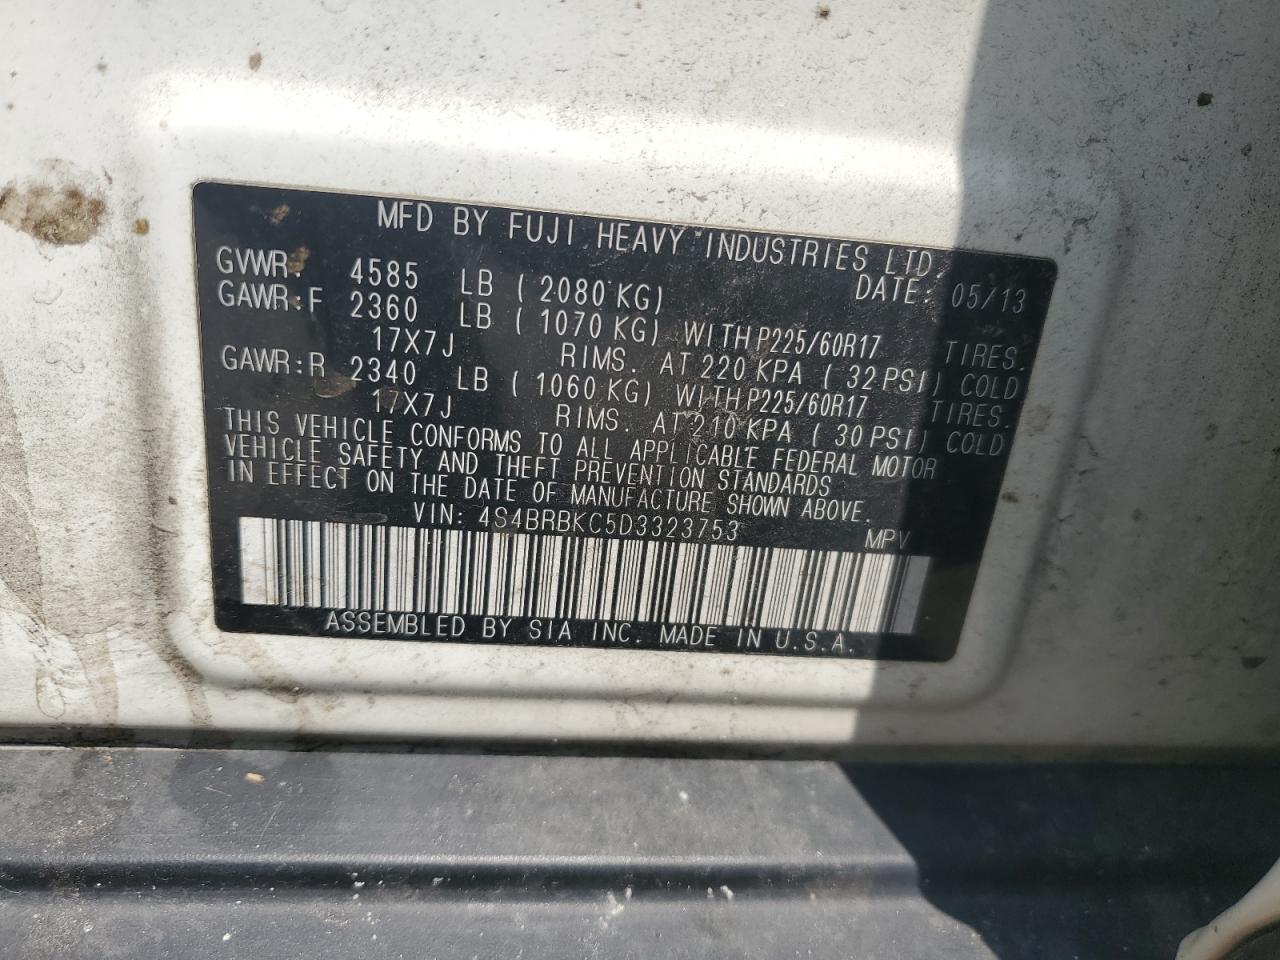 MFD BY FUJI HEAVY INDUSTRIES LTD.
GVWR: 4585 LB ( 2080 KG) DATE: 05/13
GAWR:F 2360 LB ( 1070 KG) WITH P225/60R17 TIRES.
17X7J RIMS. AT 220 KPA ( 32 PSI) COLD
GAWR:R 2340 LB ( 1060 KG) WITH P225/60R17 TIRES.
17X7J RIMS. AT 210 KPA ( 30 PSI) COLD
THIS VEHICLE CONFORMS TO ALL APPLICABLE FEDERAL MOTOR
VEHICLE SAFETY AND THEFT PREVENTION STANDARDS
IN EFFECT ON THE DATE OF MANUFACTURE SHOWN ABOVE.
VIN: 4S4BRBKC5D3323753 MPV
ASSEMBLED BY SIA INC. MADE IN U.S.A.